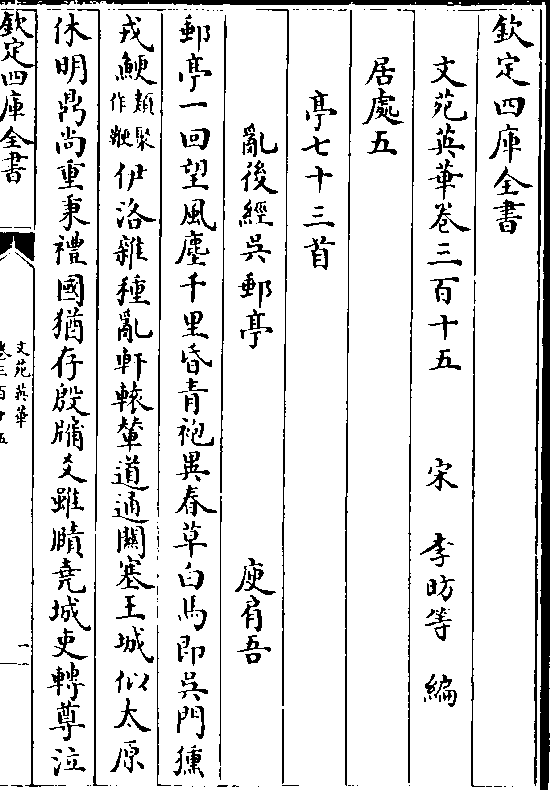 欽定四庫全書
文苑英華卷三百十五　宋　李昉等　編
居處五
亭七十三首
亂後經吳郵亭　庾肩吾
郵亭一回望風塵千里昏青袍異春草白馬即吳門獯
戎鯁類聚作伊洛雜種亂軒轅輦道通關塞王城似太原
休明鼎尚重秉禮國猶存殷牖爻雖賾堯城吏轉尊泣
欽定四庫全書
文苑英華
卷三百十五
一